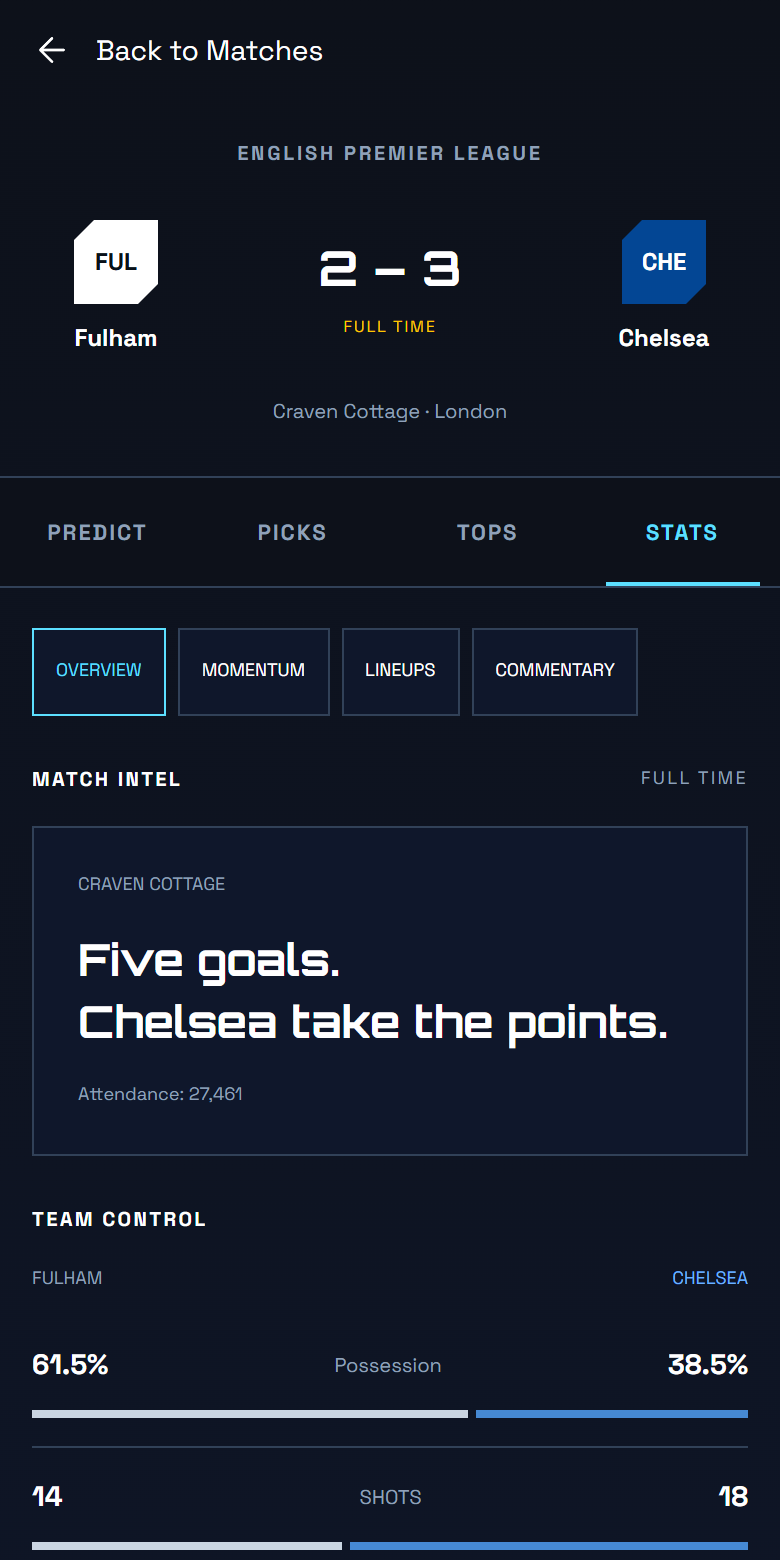 Back to Matches
ENGLISH PREMIER LEAGUE
FUL
2 – 3
CHE
FULL TIME
Fulham
Chelsea
Craven Cottage · London
PREDICT PICKS TOPS STATS
OVERVIEW MOMENTUM LINEUPS COMMENTARY
MATCH INTEL FULL TIME
CRAVEN COTTAGE
Five goals.
Chelsea take the points.
Attendance: 27,461
TEAM CONTROL
FULHAM CHELSEA
61.5% Possession 38.5%
14 SHOTS 18